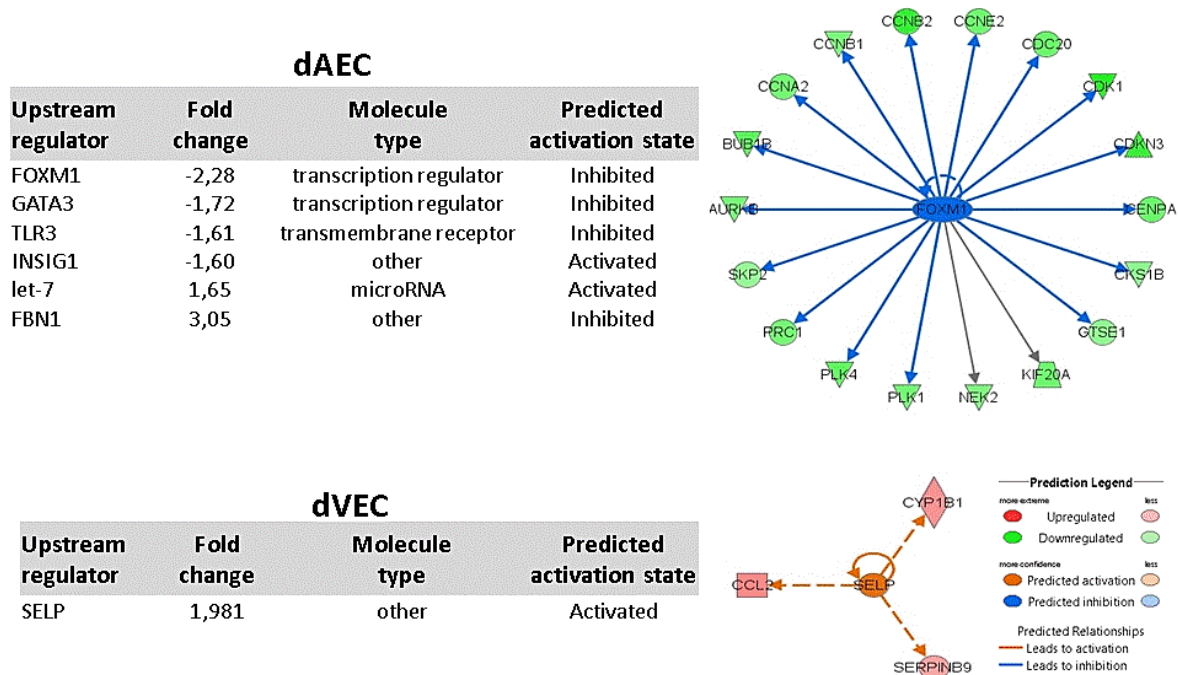 dAEC
Upstream regulator Fold change Molecule type Predicted activation state
FOXM1 -2,28 transcription regulator Inhibited
GATA3 -1,72 transcription regulator Inhibited
TLR3 -1,61 transmembrane receptor Inhibited
INSIG1 -1,60 other Activated
let-7 1,65 microRNA Activated
FBN1 3,05 other Inhibited
CCNB2
CCNE2
CCNB1
CDC20
CCNA2
CDK1
BUB1B
CDKN3
AURKB
FOXM1
CENPA
SKP2
CKS1B
PRC1
GTSE1
PLK4
KIF20A
PLK1
NEK2
dVEC
Upstream regulator Fold change Molecule type Predicted activation state
SELP 1,981 other Activated
CYP1B1
CCL2
SELP
SERPINB9
Prediction Legend
more extreme less
Upregulated
Downregulated
more confidence less
Predicted activation
Predicted inhibition
Predicted Relationships
Leads to activation
Leads to inhibition